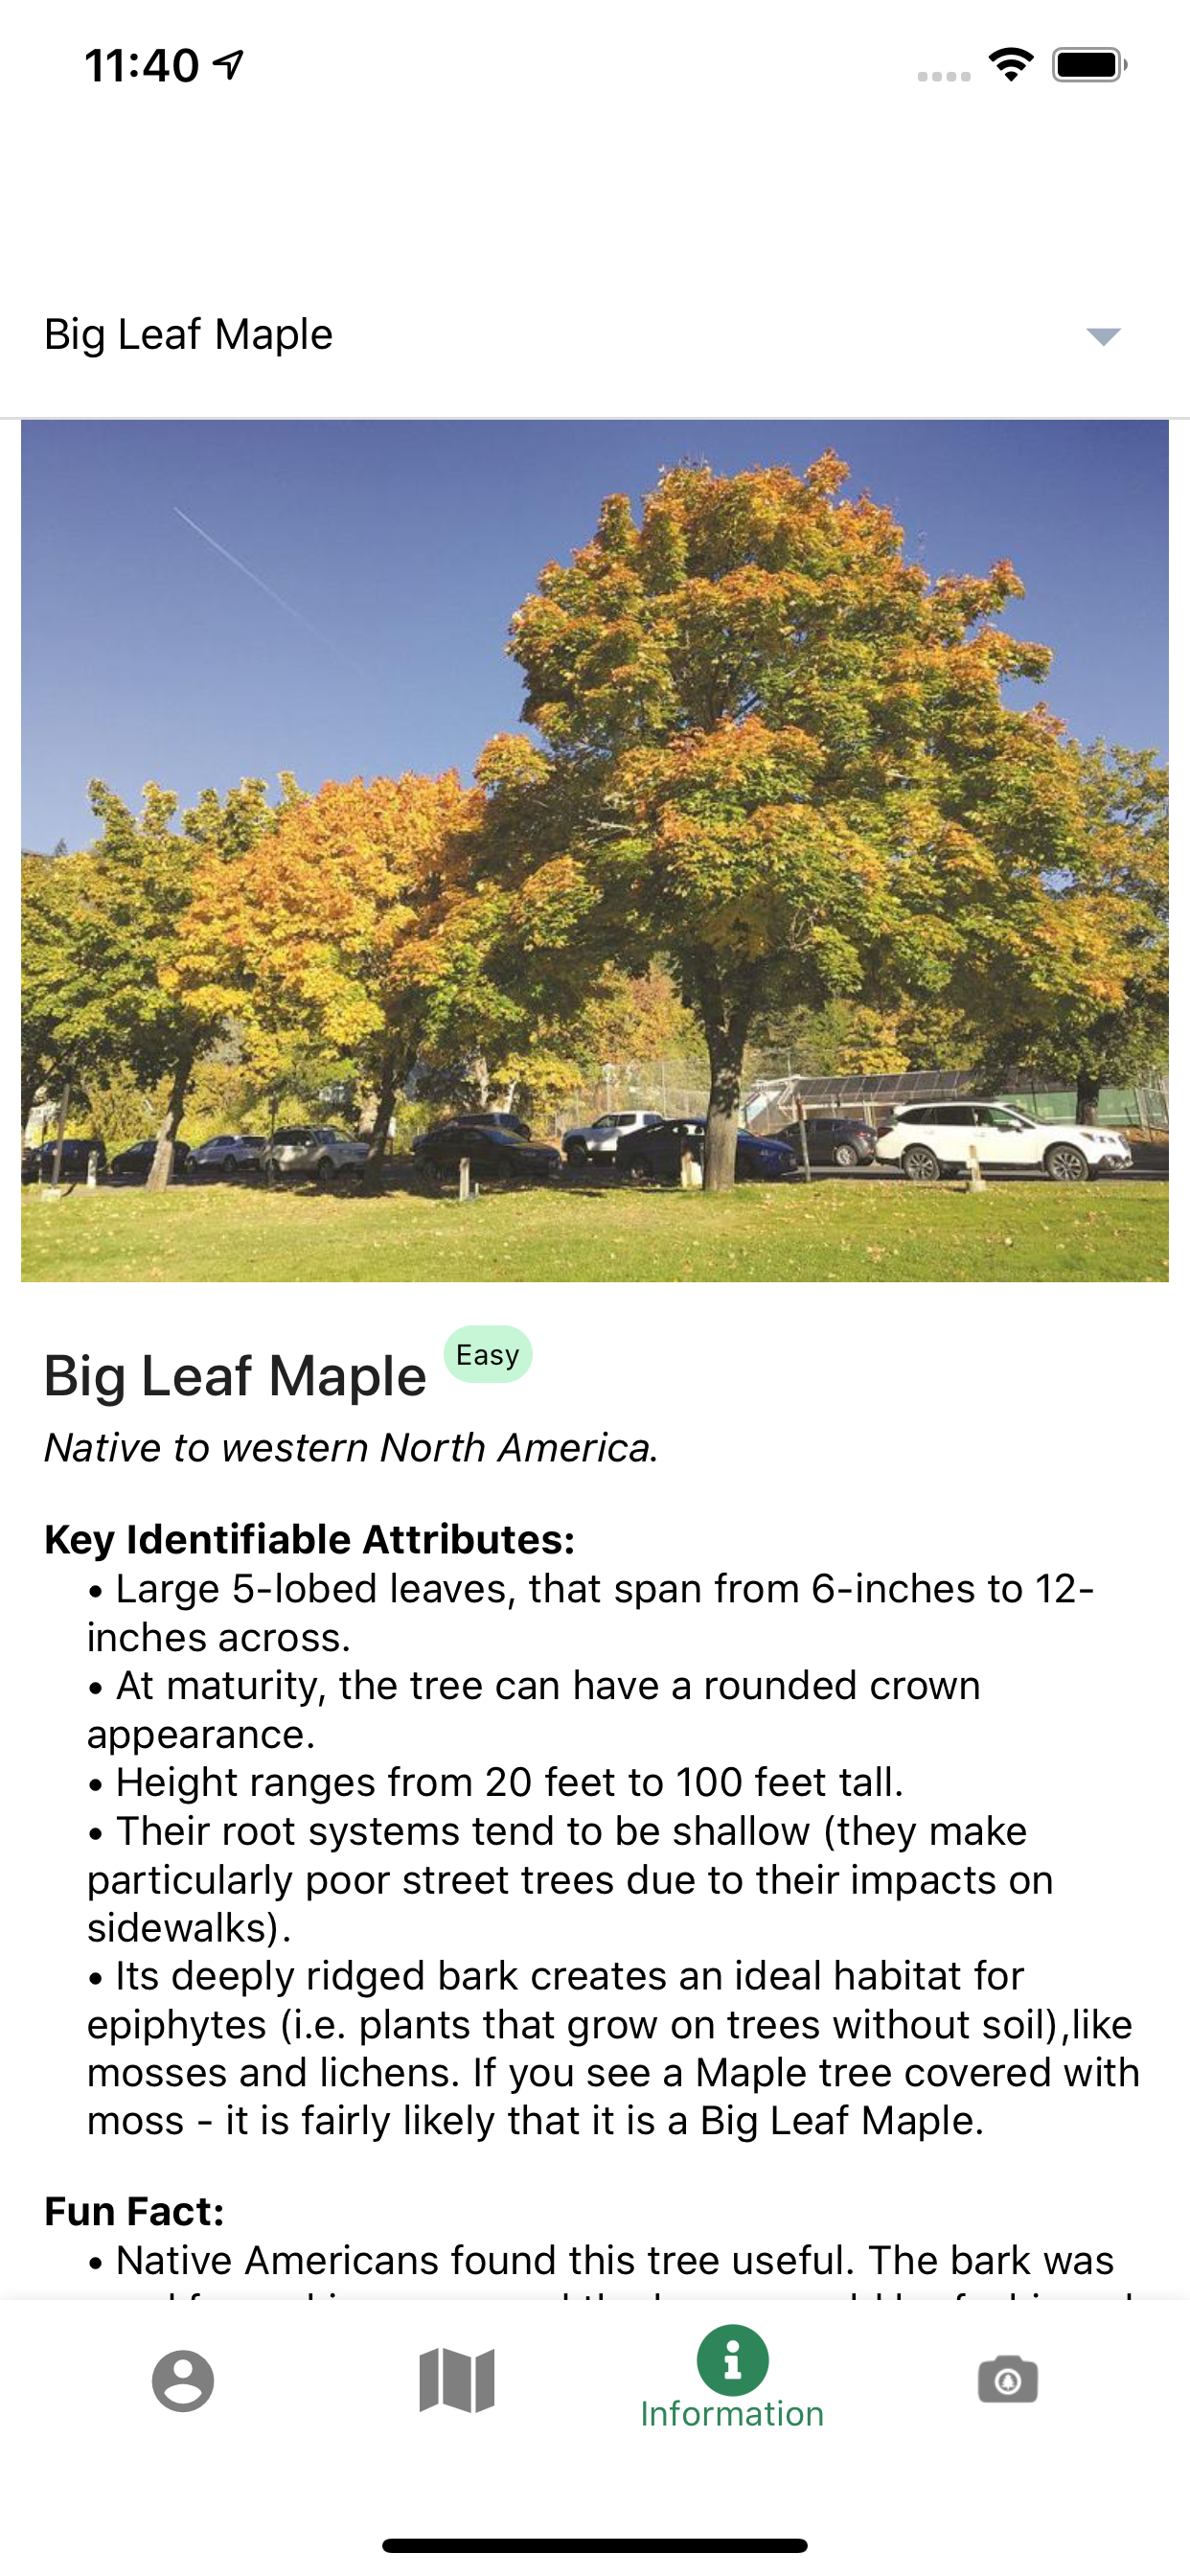 11:40
Big Leaf Maple
Big Leaf Maple Easy
Native to western North America.
Key Identifiable Attributes:
• Large 5-lobed leaves, that span from 6-inches to 12-
inches across.
• At maturity, the tree can have a rounded crown
appearance.
• Height ranges from 20 feet to 100 feet tall.
• Their root systems tend to be shallow (they make
particularly poor street trees due to their impacts on
sidewalks).
• Its deeply ridged bark creates an ideal habitat for
epiphytes (i.e. plants that grow on trees without soil),like
mosses and lichens. If you see a Maple tree covered with
moss - it is fairly likely that it is a Big Leaf Maple.
Fun Fact:
• Native Americans found this tree useful. The bark was
Information